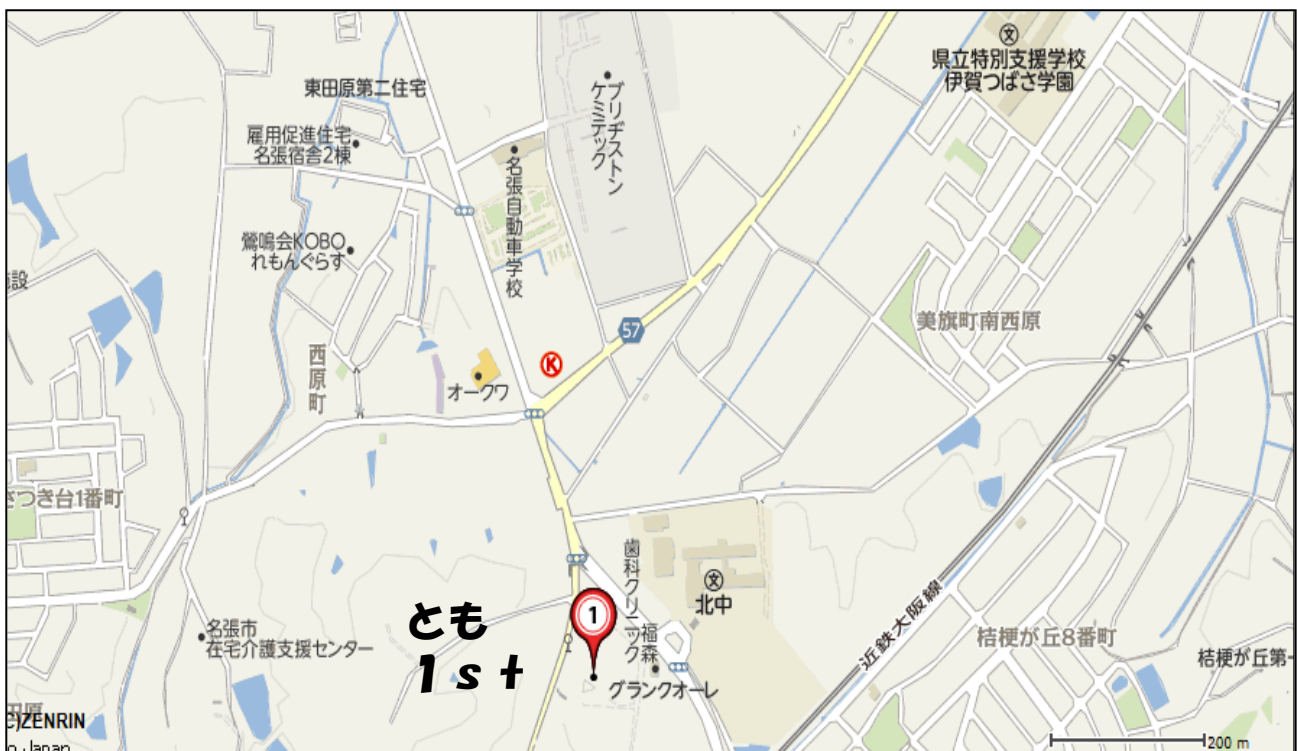 県立特別支援学校
伊賀つばさ学園
東田原第二住宅
雇用促進住宅
名張宿舎2棟
ブリヂストン
ケミテック
名張自動車学校
鶯鳴会KOBO
れもんぐらす
施設
57
美旗町南西原
西原町
K
オークワ
さつき台1番町
文
文
歯科クリニック
福森
北中
1
とも
1st
名張市
在宅介護支援センター
近鉄大阪線
桔梗が丘8番町
桔梗が丘第一
グランクオーレ
C)ZENRIN
200 m